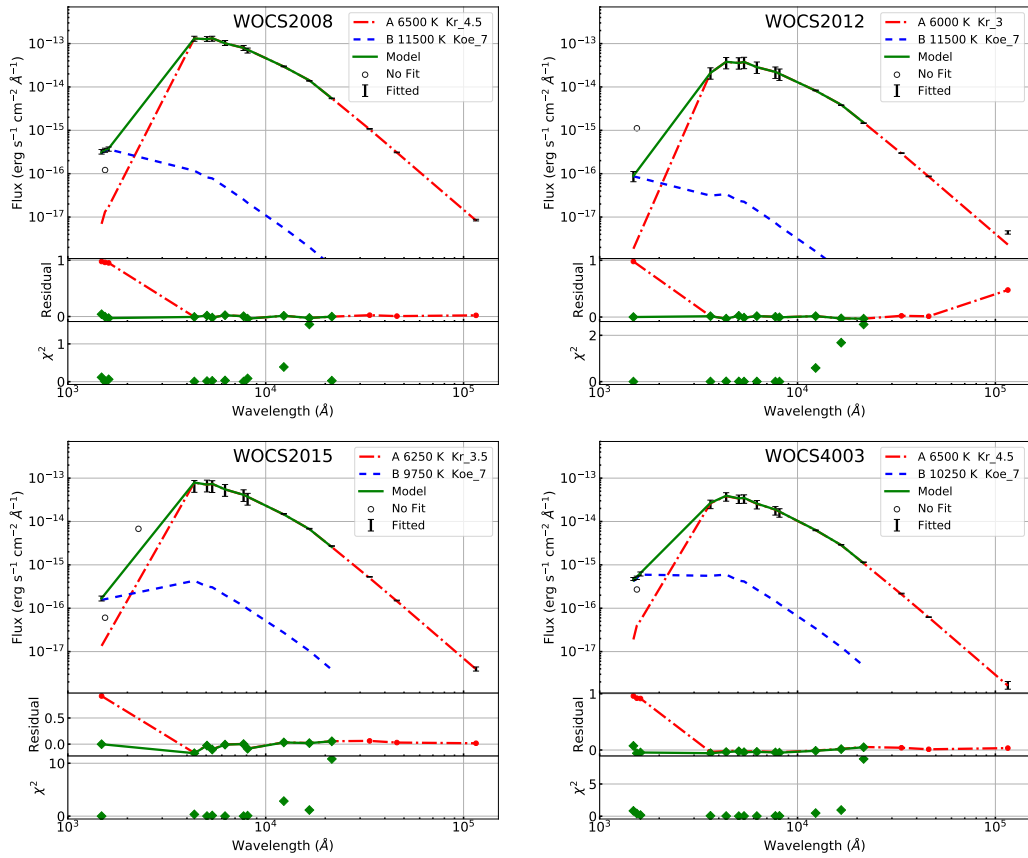 WOCS2008
A 6500 K Kr_4.5
B 11500 K Koe_7
Model
No Fit
Fitted
Flux (erg s⁻¹ cm⁻² Å⁻¹)
10⁻¹³
10⁻¹⁴
10⁻¹⁵
10⁻¹⁶
10⁻¹⁷
Residual
1
0
χ²
1
0
10³
10⁴
10⁵
Wavelength (Å)
WOCS2012
A 6000 K Kr_3
B 11500 K Koe_7
Model
No Fit
Fitted
Flux (erg s⁻¹ cm⁻² Å⁻¹)
10⁻¹³
10⁻¹⁴
10⁻¹⁵
10⁻¹⁶
10⁻¹⁷
Residual
1
0
χ²
2
0
10³
10⁴
10⁵
Wavelength (Å)
WOCS2015
A 6250 K Kr_3.5
B 9750 K Koe_7
Model
No Fit
Fitted
Flux (erg s⁻¹ cm⁻² Å⁻¹)
10⁻¹³
10⁻¹⁴
10⁻¹⁵
10⁻¹⁶
10⁻¹⁷
Residual
0.5
0.0
χ²
10
0
10³
10⁴
10⁵
Wavelength (Å)
WOCS4003
A 6500 K Kr_4.5
B 10250 K Koe_7
Model
No Fit
Fitted
Flux (erg s⁻¹ cm⁻² Å⁻¹)
10⁻¹³
10⁻¹⁴
10⁻¹⁵
10⁻¹⁶
10⁻¹⁷
Residual
1
0
χ²
5
0
10³
10⁴
10⁵
Wavelength (Å)